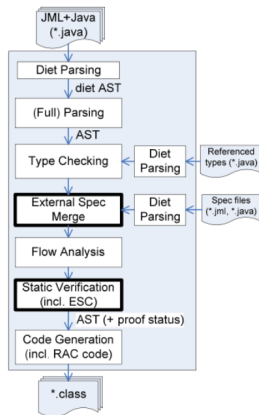 JML+Java
(*.java)
Diet Parsing
diet AST
(Full) Parsing
AST
Type Checking
Diet
Parsing
Referenced
types (*.java)
External Spec
Merge
Diet
Parsing
Spec files
(*.jml, *.java)
Flow Analysis
Static Verification
(incl. ESC)
AST (+ proof status)
Code Generation
(incl. RAC code)
*.class